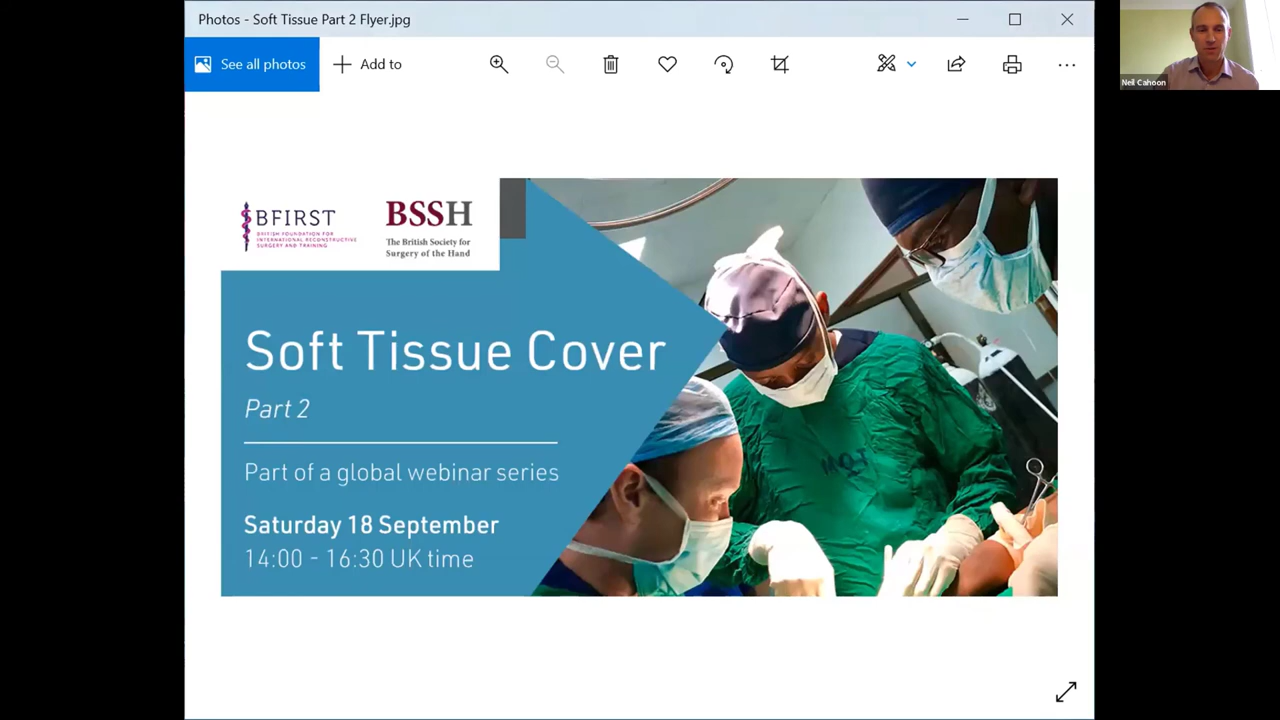 Photos - Soft Tissue Part 2 Flyer.jpg
See all photos
Add to
Neil Cahoon
BFIRST
BRITISH FOUNDATION FOR
INTERNATIONAL RECONSTRUCTIVE
SURGERY AND TRAINING
BSSH
The British Society for
Surgery of the Hand
Soft Tissue Cover
Part 2
Part of a global webinar series
Saturday 18 September
14:00 - 16:30 UK time